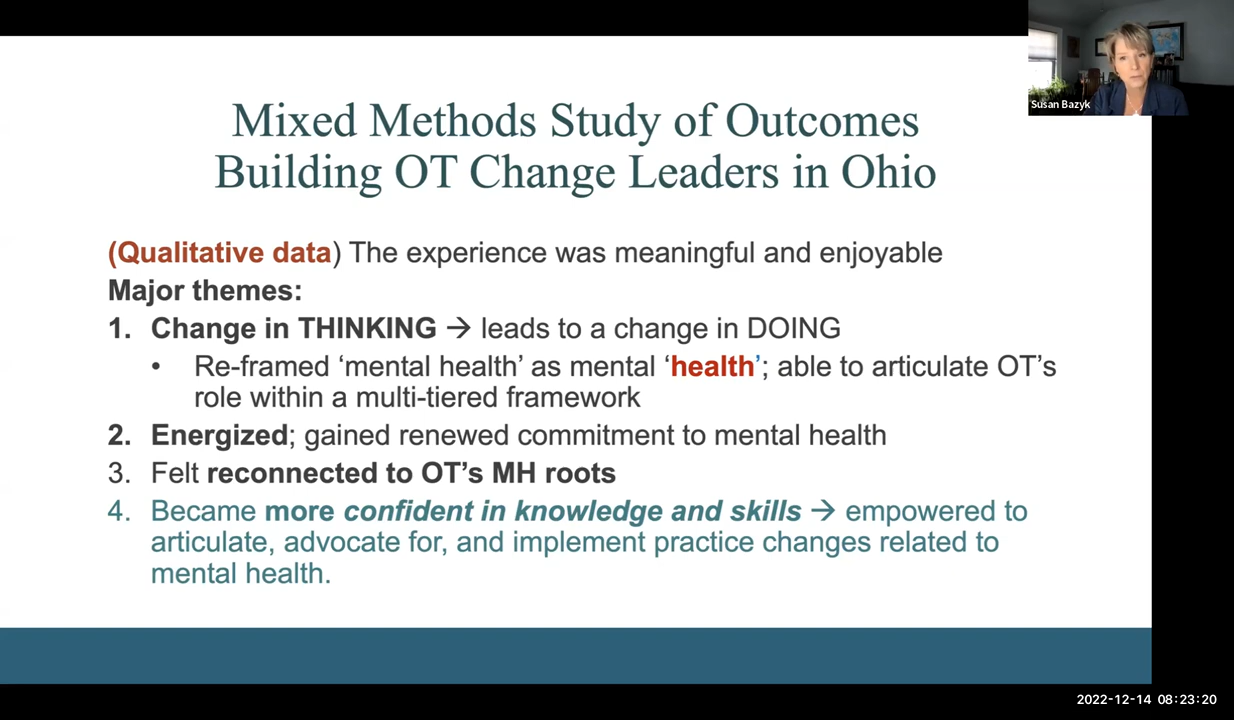 Susan Bazyk
Mixed Methods Study of Outcomes
Building OT Change Leaders in Ohio
(Qualitative data) The experience was meaningful and enjoyable
Major themes:
1. Change in THINKING → leads to a change in DOING
• Re-framed ‘mental health’ as mental ‘health’; able to articulate OT’s
role within a multi-tiered framework
2. Energized; gained renewed commitment to mental health
3. Felt reconnected to OT’s MH roots
4. Became more confident in knowledge and skills → empowered to
articulate, advocate for, and implement practice changes related to
mental health.
2022-12-14 08:23:20